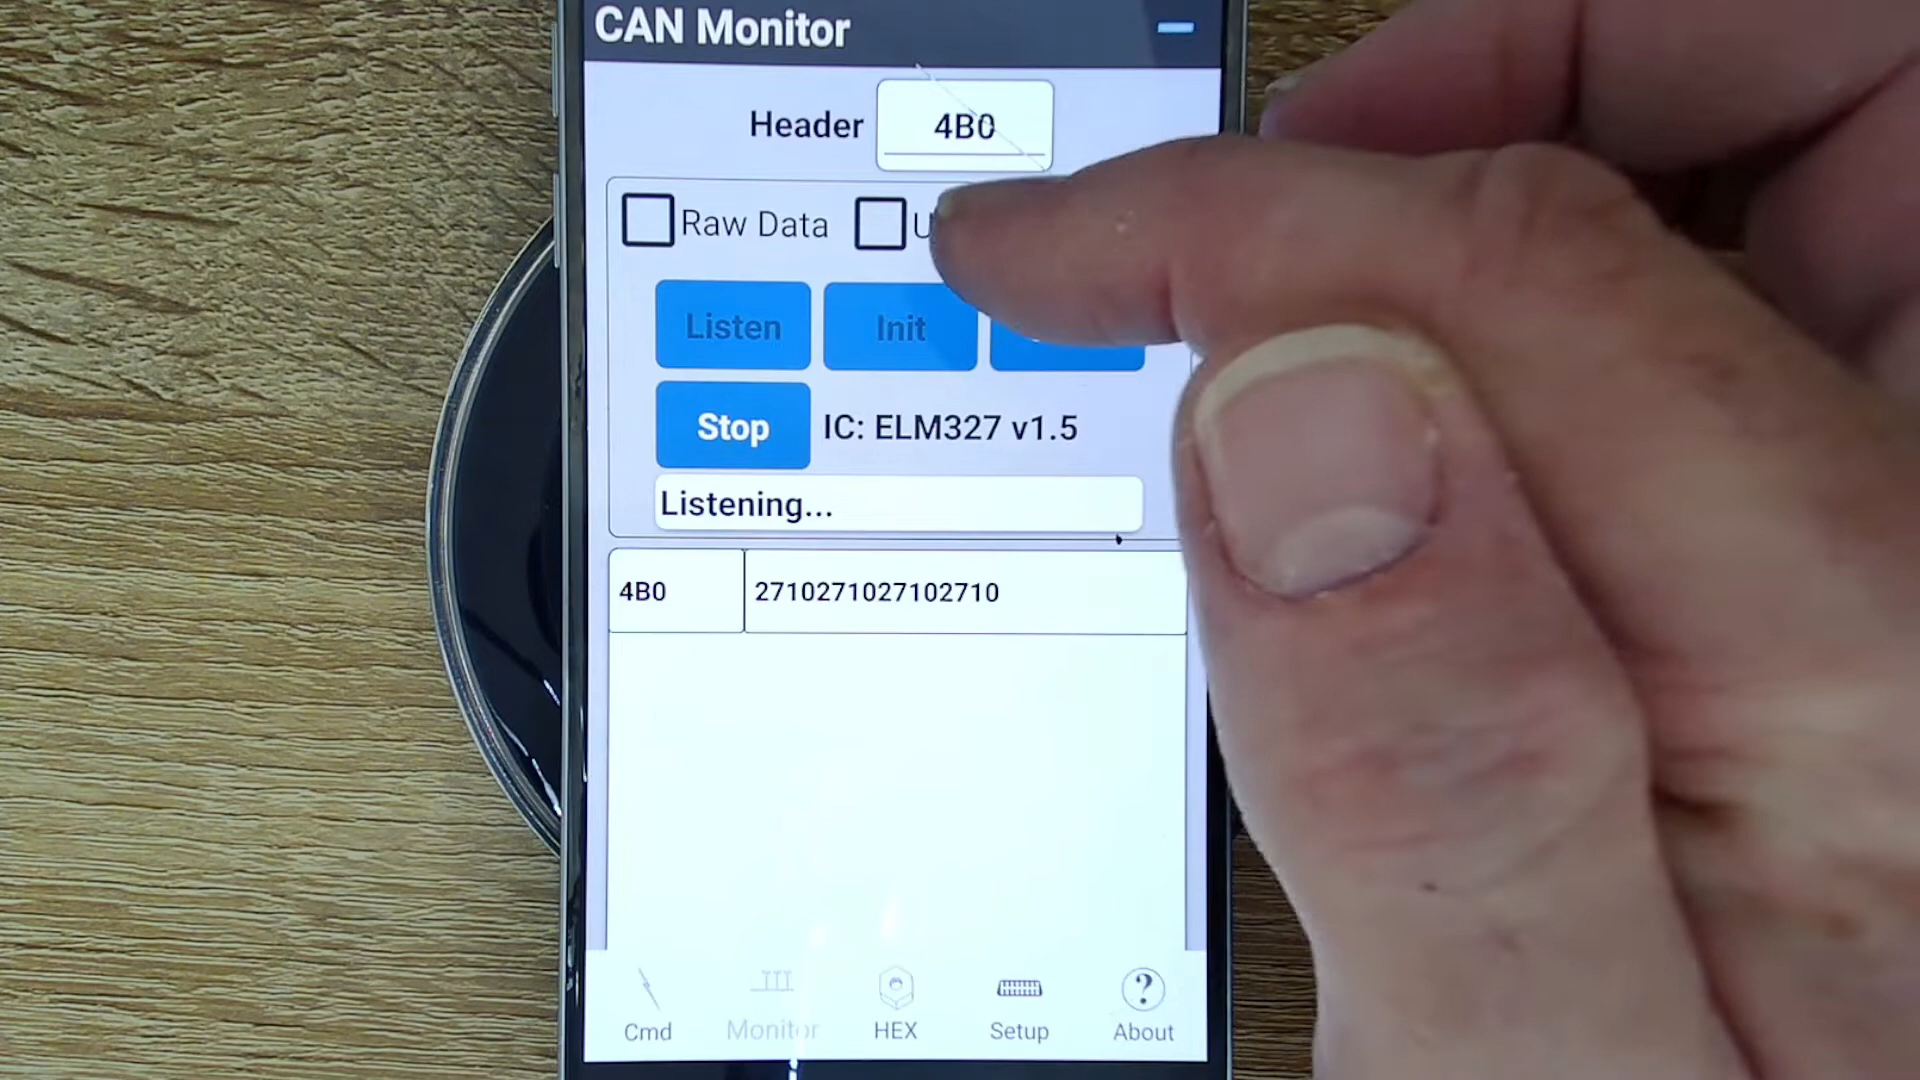 CAN Monitor
Header 4B0
Raw Data
Listen Init
Stop IC: ELM327 v1.5
Listening...
4B0 2710271027102710
Cmd Monitor HEX Setup About